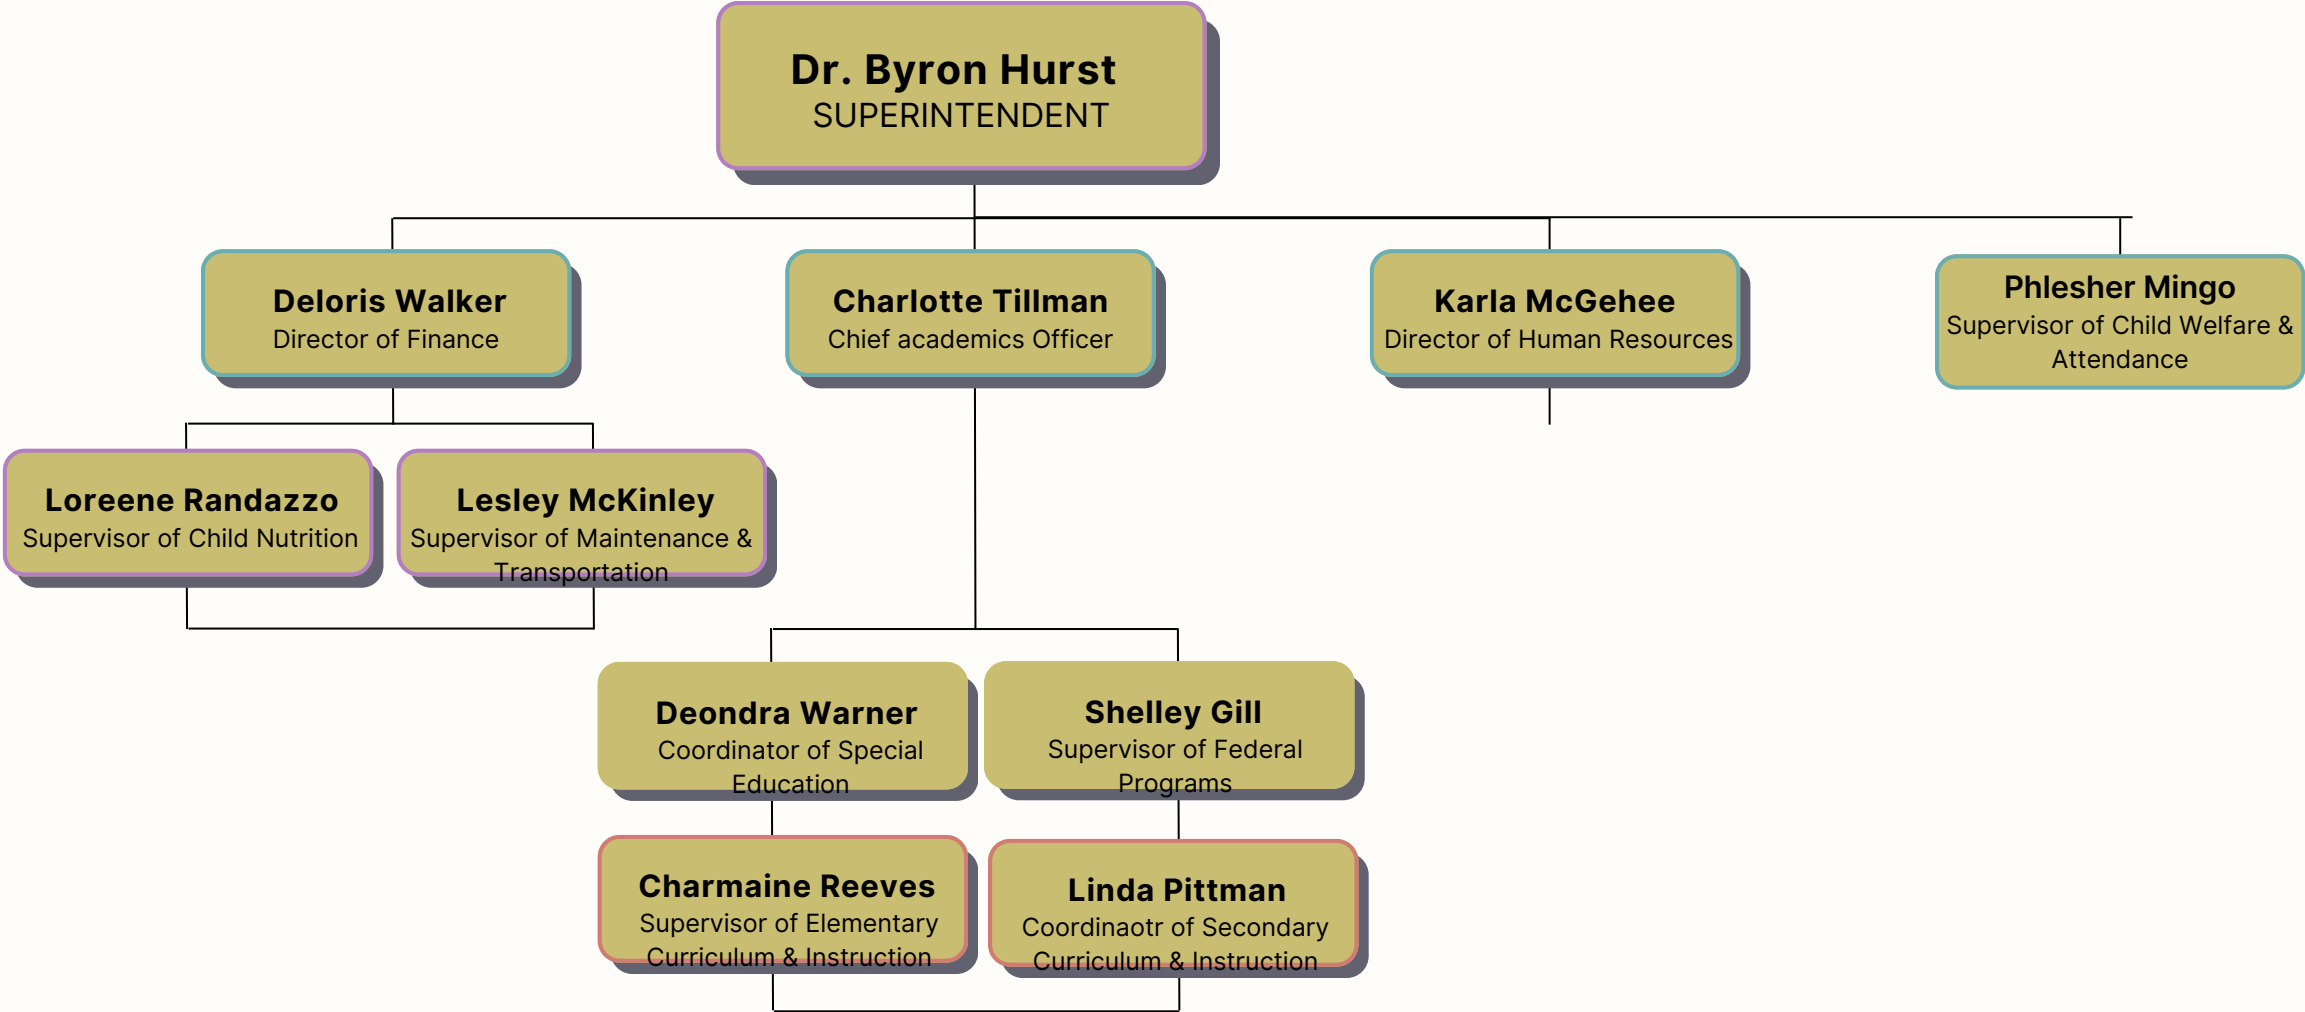 Dr. Byron Hurst
SUPERINTENDENT
Deloris Walker
Director of Finance
Charlotte Tillman
Chief academics Officer
Karla McGehee
Director of Human Resources
Phlesher Mingo
Supervisor of Child Welfare &
Attendance
Loreene Randazzo
Supervisor of Child Nutrition
Lesley McKinley
Supervisor of Maintenance &
Transportation
Deondra Warner
Coordinator of Special
Education
Shelley Gill
Supervisor of Federal
Programs
Charmaine Reeves
Supervisor of Elementary
Curriculum & Instruction
Linda Pittman
Coordinaotr of Secondary
Curriculum & Instruction